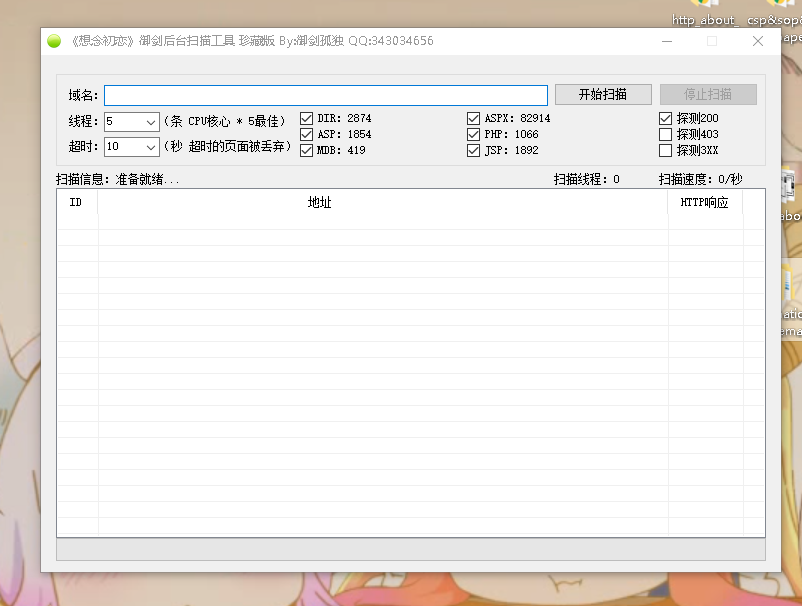 http_about_ csp&sop&
ape
《想念初恋》御剑后台扫描工具 珍藏版 By:御剑孤独 QQ:343034656
域名: 开始扫描 停止扫描
线程: 5 (条 CPU核心 * 5最佳) DIR: 2874 ASPX: 82914 探测200
ASP: 1854 PHP: 1066 探测403
超时: 10 (秒 超时的页面被丢弃) MDB: 419 JSP: 1892 探测3XX
扫描信息: 准备就绪... 扫描线程: 0 扫描速度: 0/秒
ID 地址 HTTP响应
abo
atic
ama